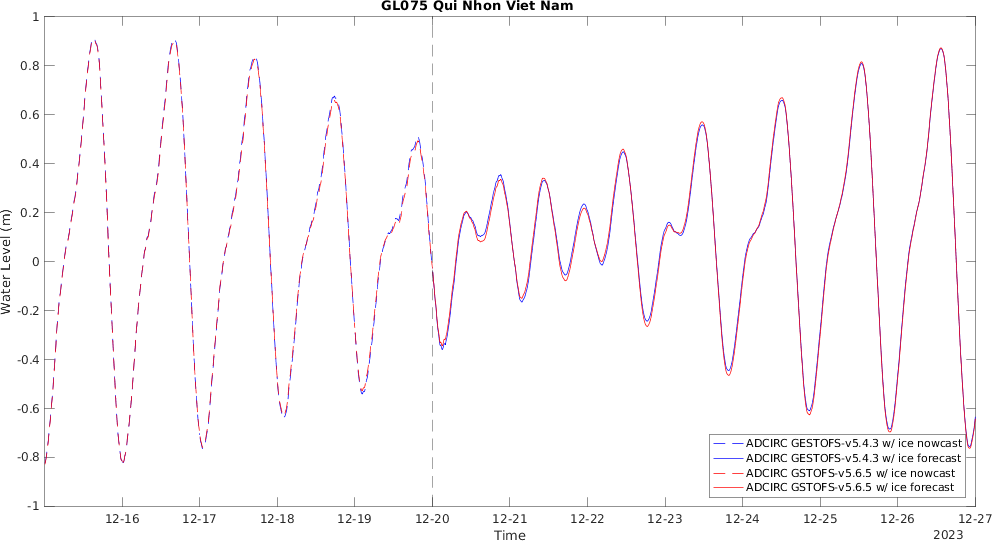 GL075 Qui Nhon Viet Nam
Water Level (m)
1
0.8
0.6
0.4
0.2
0
-0.2
-0.4
-0.6
-0.8
-1
ADCIRC GESTOFS-v5.4.3 w/ ice nowcast
ADCIRC GESTOFS-v5.4.3 w/ ice forecast
ADCIRC GSTOFS-v5.6.5 w/ ice nowcast
ADCIRC GSTOFS-v5.6.5 w/ ice forecast
12-16 12-17 12-18 12-19 12-20 12-21 12-22 12-23 12-24 12-25 12-26 12-27
Time
2023